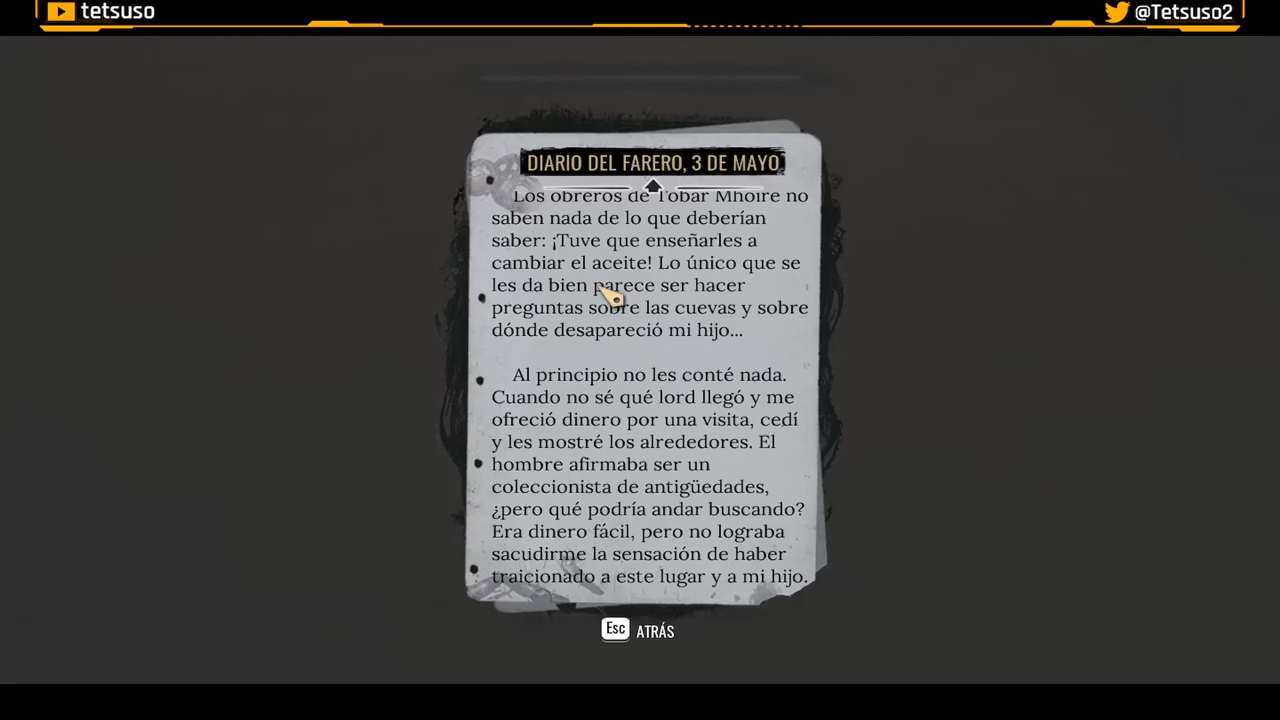 tetsuso
@Tetsuso2
DIARIO DEL FARERO, 3 DE MAYO
Los obreros de Tobar Mhoire no
saben nada de lo que deberían
saber: ¡Tuve que enseñarles a
cambiar el aceite! Lo único que se
les da bien parece ser hacer
preguntas sobre las cuevas y sobre
dónde desapareció mi hijo...
Al principio no les conté nada.
Cuando no sé qué lord llegó y me
ofreció dinero por una visita, cedí
y les mostré los alrededores. El
hombre afirmaba ser un
coleccionista de antigüedades,
¿pero qué podría andar buscando?
Era dinero fácil, pero no lograba
sacudirme la sensación de haber
traicionado a este lugar y a mi hijo.
Esc ATRÁS